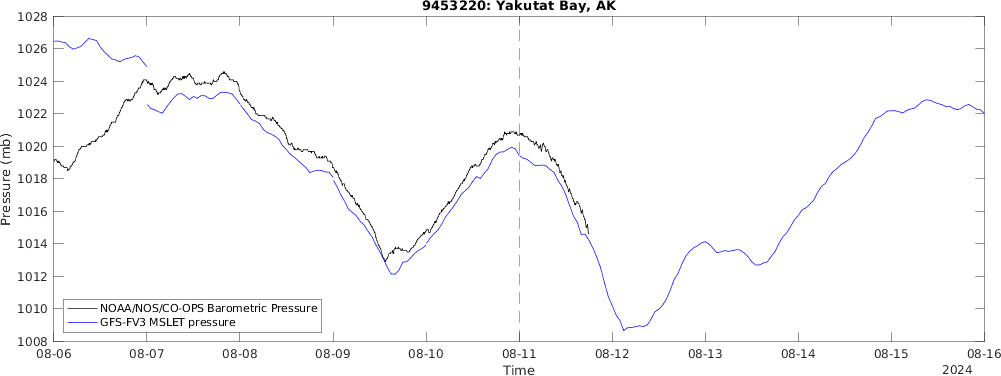 9453220: Yakutat Bay, AK
Pressure (mb)
1028
1026
1024
1022
1020
1018
1016
1014
1012
1010
1008
NOAA/NOS/CO-OPS Barometric Pressure
GFS-FV3 MSLET pressure
08-06 08-07 08-08 08-09 08-10 08-11 08-12 08-13 08-14 08-15 08-16
Time
2024